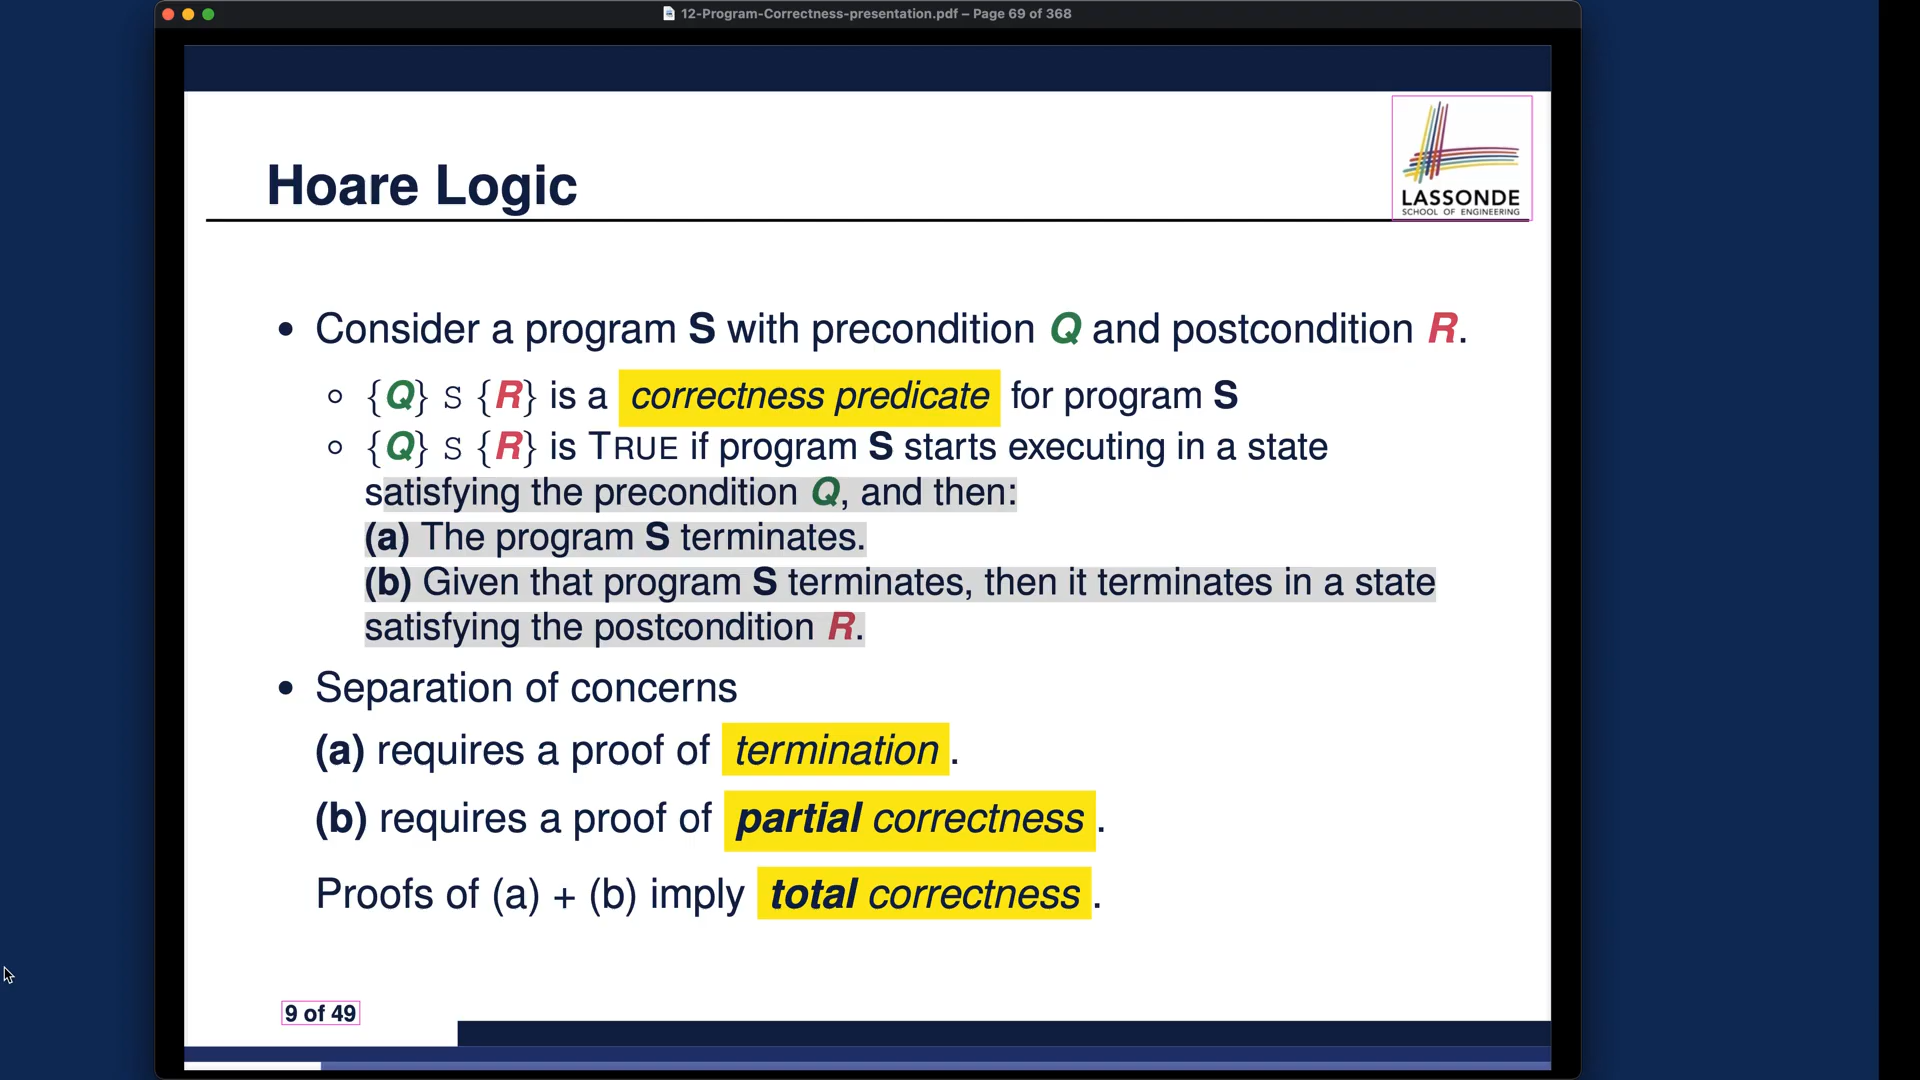 12-Program-Correctness-presentation.pdf – Page 69 of 368
LASSONDE
SCHOOL OF ENGINEERING
Hoare Logic
• Consider a program S with precondition Q and postcondition R.
○ {Q} S {R} is a correctness predicate for program S
○ {Q} S {R} is TRUE if program S starts executing in a state
satisfying the precondition Q, and then:
(a) The program S terminates.
(b) Given that program S terminates, then it terminates in a state
satisfying the postcondition R.
• Separation of concerns
(a) requires a proof of termination.
(b) requires a proof of partial correctness.
Proofs of (a) + (b) imply total correctness.
9 of 49